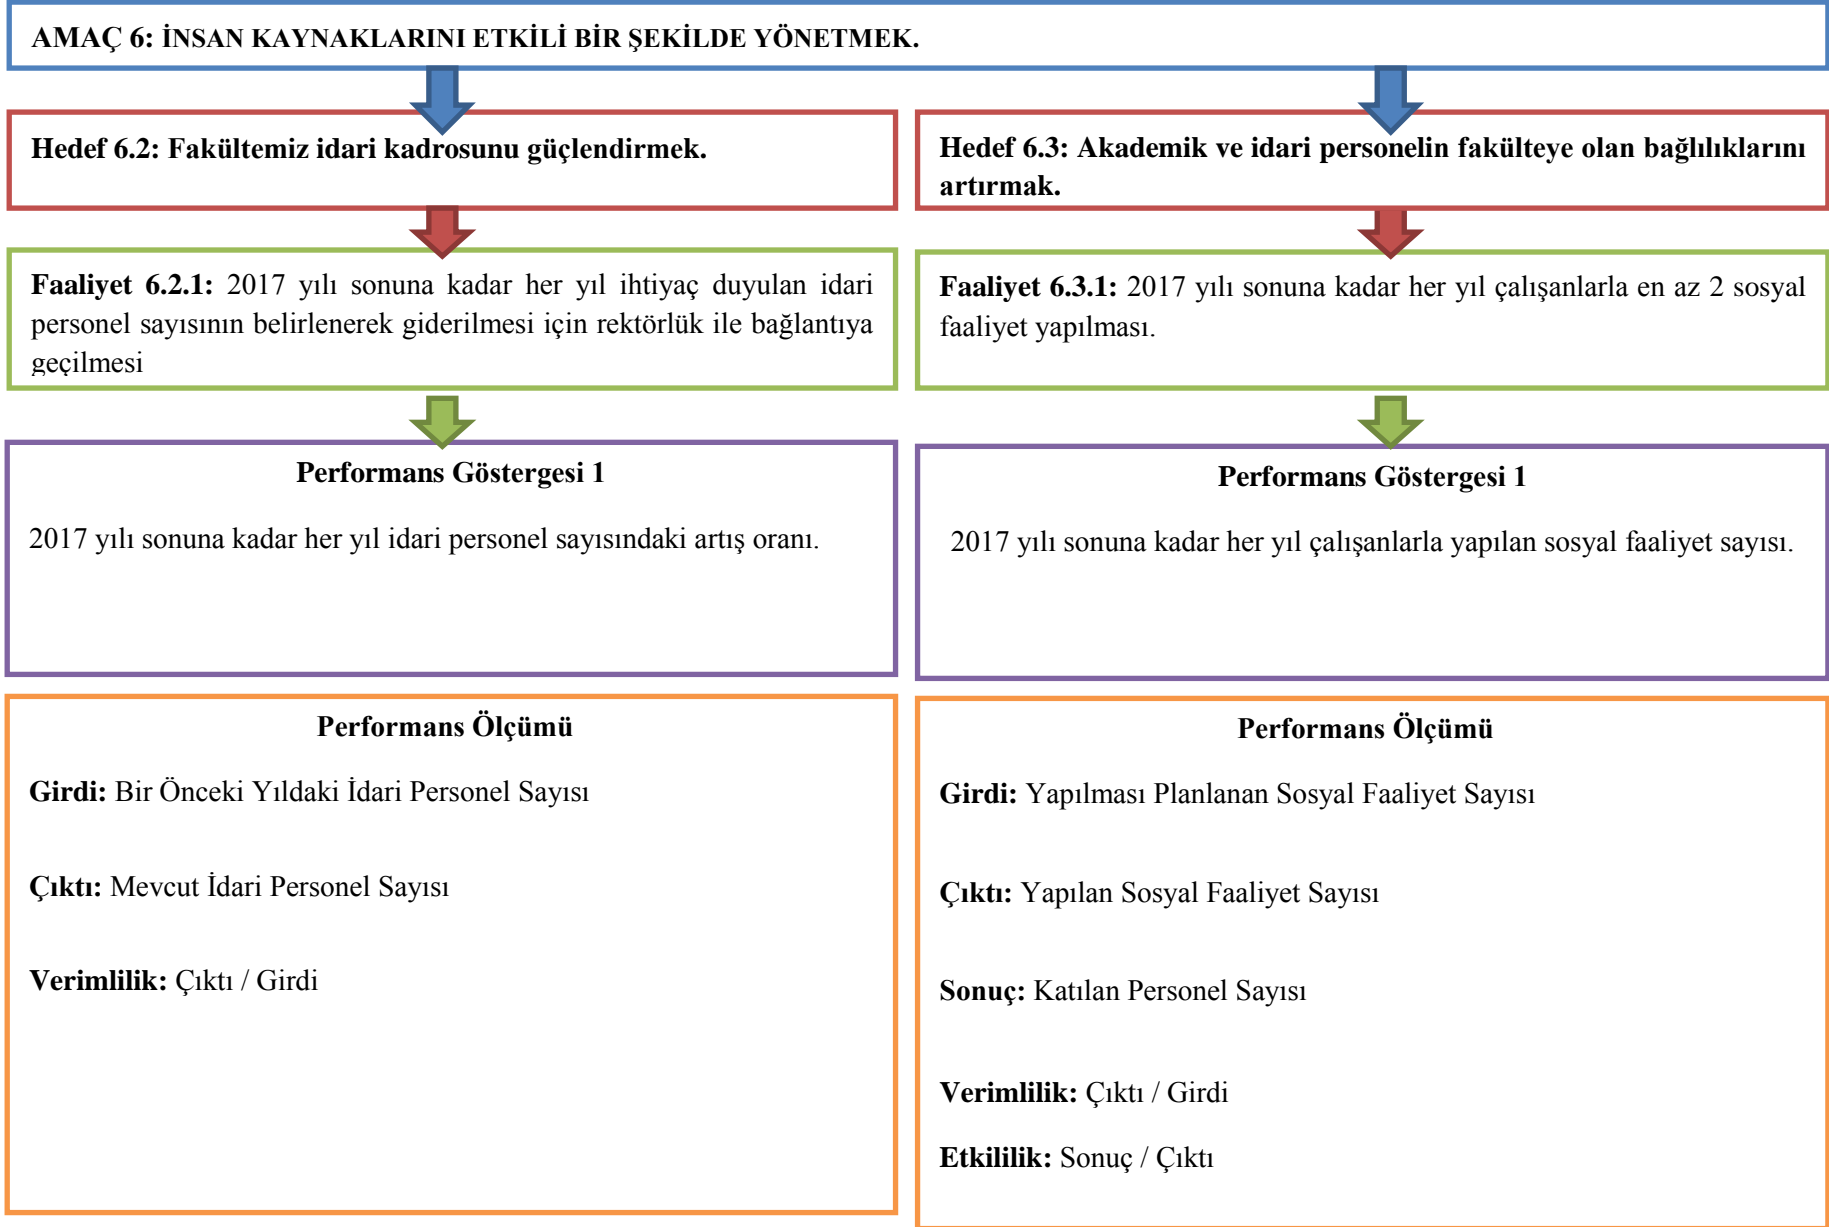 AMAÇ 6: İNSAN KAYNAKLARINI ETKİLİ BİR ŞEKİLDE YÖNETMEK.
Hedef 6.2: Fakültemiz idari kadrosunu güçlendirmek.
Faaliyet 6.2.1: 2017 yılı sonuna kadar her yıl ihtiyaç duyulan idari
personel sayısının belirlenerek giderilmesi için rektörlük ile bağlantıya
geçilmesi
Performans Göstergesi 1
2017 yılı sonuna kadar her yıl idari personel sayısındaki artış oranı.
Performans Ölçümü
Girdi: Bir Önceki Yıldaki İdari Personel Sayısı
Çıktı: Mevcut İdari Personel Sayısı
Verimlilik: Çıktı / Girdi
Hedef 6.3: Akademik ve idari personelin fakülteye olan bağlılıklarını
artırmak.
Faaliyet 6.3.1: 2017 yılı sonuna kadar her yıl çalışanlarla en az 2 sosyal
faaliyet yapılması.
Performans Göstergesi 1
2017 yılı sonuna kadar her yıl çalışanlarla yapılan sosyal faaliyet sayısı.
Performans Ölçümü
Girdi: Yapılması Planlanan Sosyal Faaliyet Sayısı
Çıktı: Yapılan Sosyal Faaliyet Sayısı
Sonuç: Katılan Personel Sayısı
Verimlilik: Çıktı / Girdi
Etkililik: Sonuç / Çıktı